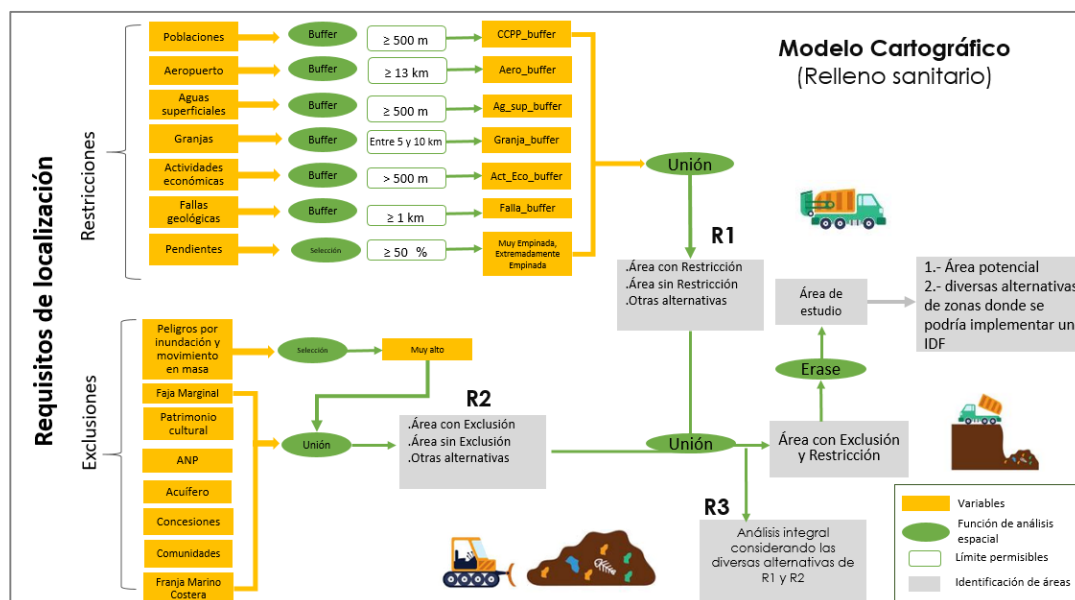 Modelo Cartográfico
(Relleno sanitario)
Requisitos de localización
Restricciones
Poblaciones
Buffer
≥ 500 m
CCPP_buffer
Aeropuerto
Buffer
≥ 13 km
Aero_buffer
Aguas
superficiales
Buffer
≥ 500 m
Ag_sup_buffer
Granjas
Buffer
Entre 5 y 10 km
Granja_buffer
Actividades
económicas
Buffer
> 500 m
Act_Eco_buffer
Fallas
geológicas
Buffer
≥ 1 km
Falla_buffer
Pendientes
Selección
≥ 50 %
Muy Empinada,
Extremadamente
Empinada
Unión
R1
.Área con Restricción
.Área sin Restricción
.Otras alternativas
Exclusiones
Peligros por
inundación y
movimiento
en masa
Selección
Muy alto
Faja Marginal
Patrimonio
cultural
ANP
Acuífero
Concesiones
Comunidades
Franja Marino
Costera
Unión
R2
.Área con Exclusión
.Área sin Exclusión
.Otras alternativas
Unión
R3
Análisis integral
considerando las
diversas alternativas de
R1 y R2
Área con Exclusión
y Restricción
Erase
Área de
estudio
1.- Área potencial
2.- diversas alternativas
de zonas donde se
podría implementar un
IDF
Variables
Función de análisis
espacial
Límite permisibles
Identificación de áreas